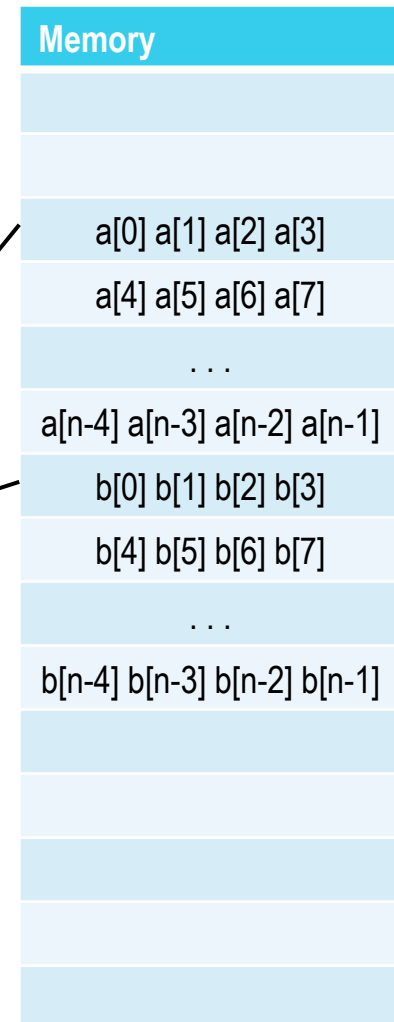 Memory
a[0] a[1] a[2] a[3]
a[4] a[5] a[6] a[7]
. . .
a[n-4] a[n-3] a[n-2] a[n-1]
b[0] b[1] b[2] b[3]
b[4] b[5] b[6] b[7]
. . .
b[n-4] b[n-3] b[n-2] b[n-1]